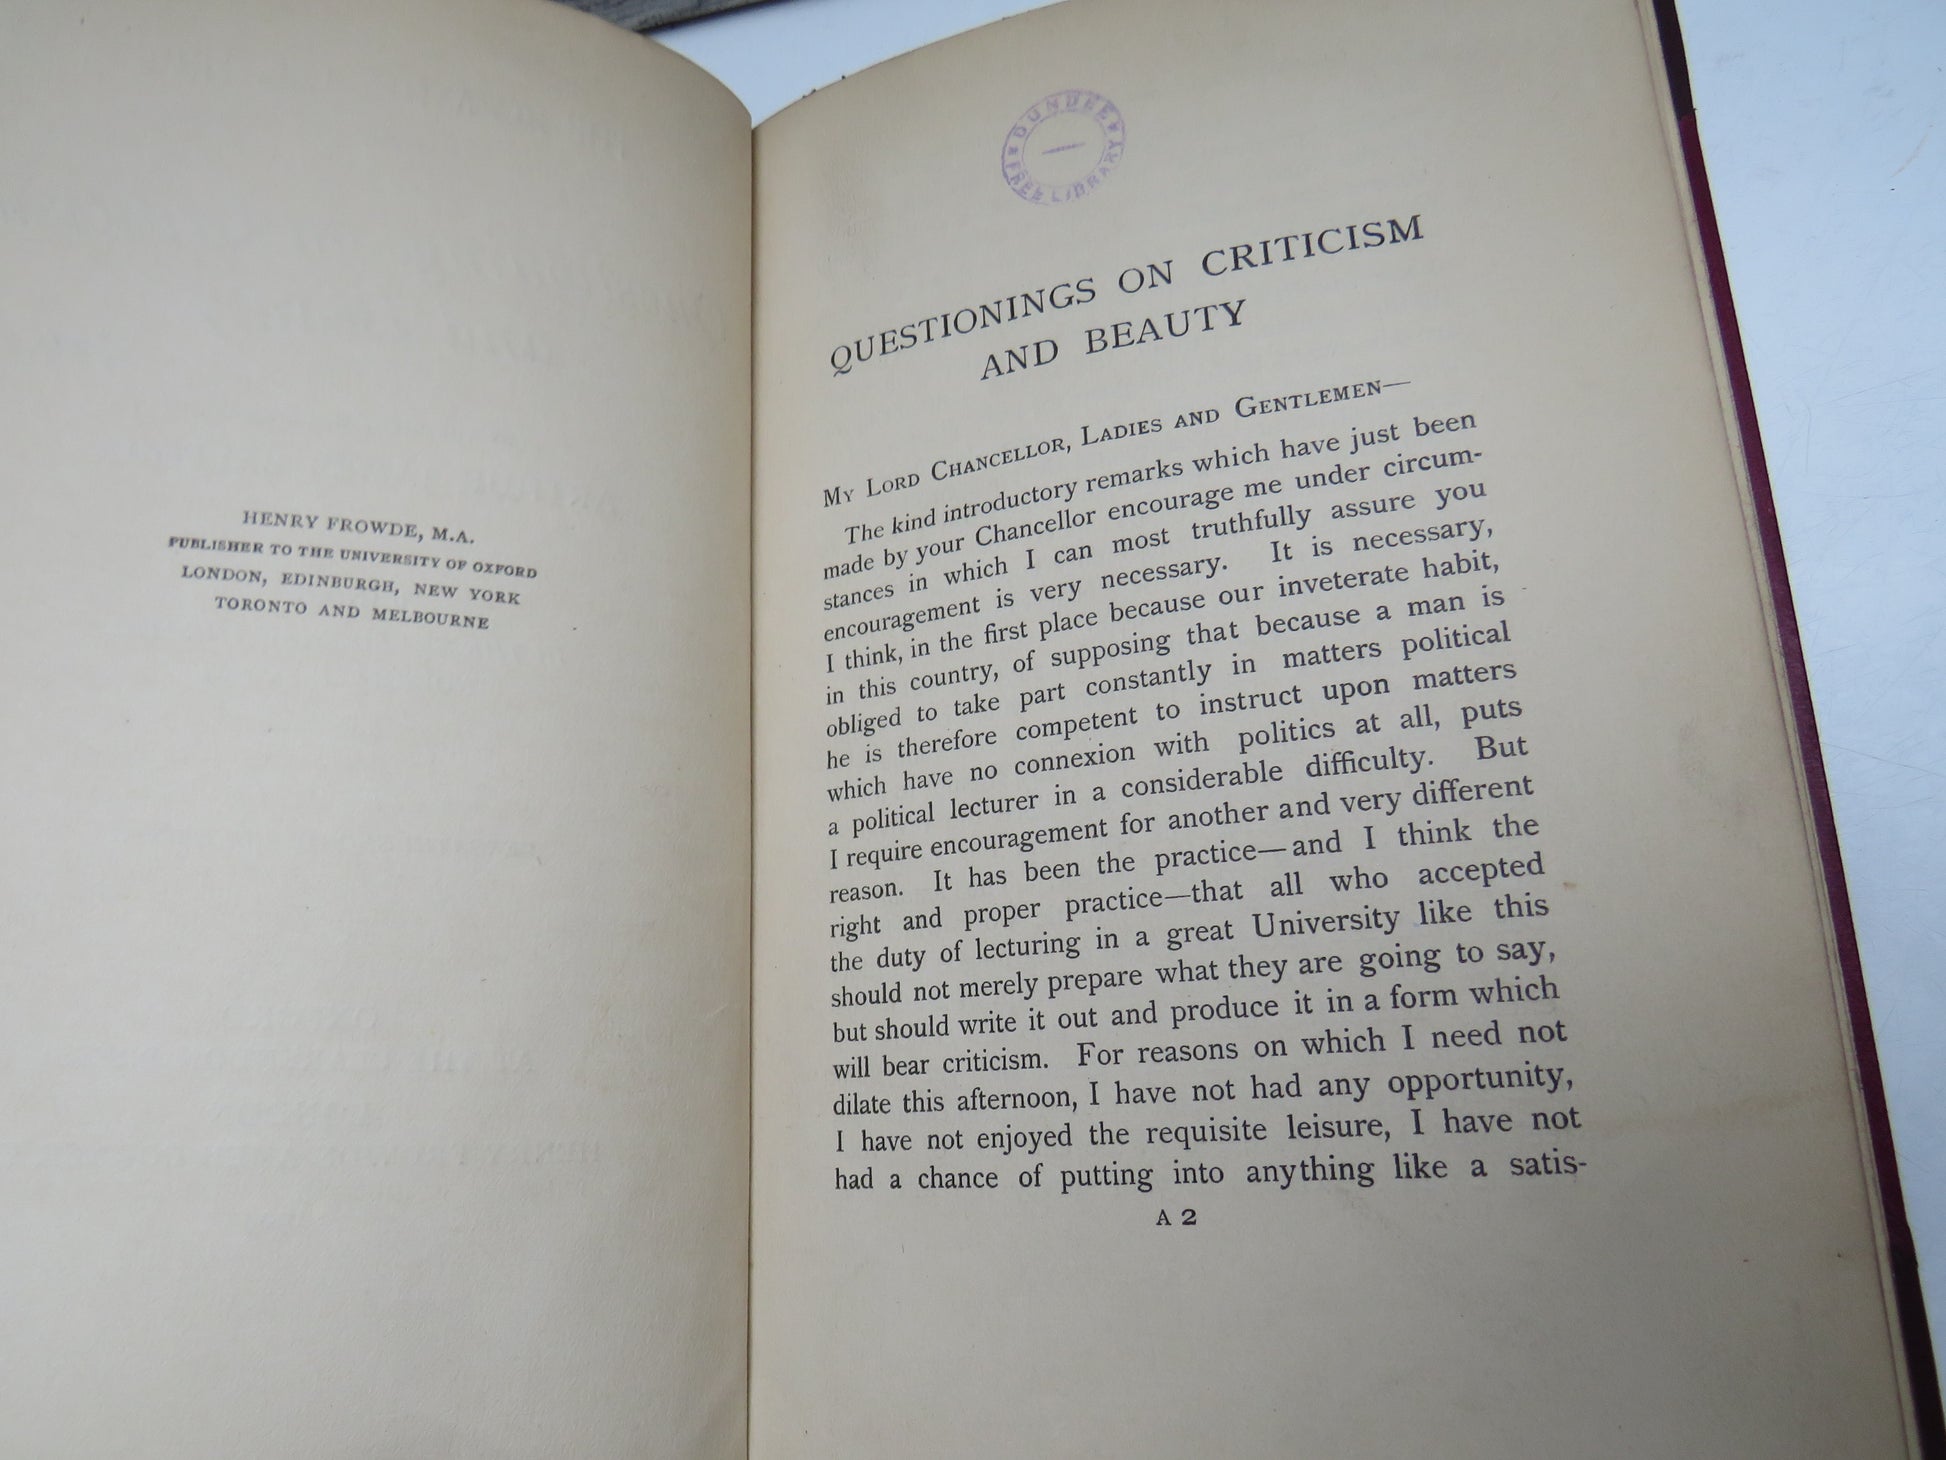 HENRY FROWDE, M.A.
PUBLISHER TO THE UNIVERSITY OF OXFORD
LONDON, EDINBURGH, NEW YORK
TORONTO AND MELBOURNE
DUNDEE
FREE LIBRARY
QUESTIONINGS ON CRITICISM
AND BEAUTY
MY LORD CHANCELLOR, LADIES AND GENTLEMEN—
The kind introductory remarks which have just been
made by your Chancellor encourage me under circum-
stances in which I can most truthfully assure you
encouragement is very necessary. It is necessary,
I think, in the first place because our inveterate habit,
in this country, of supposing that because a man is
obliged to take part constantly in matters political
he is therefore competent to instruct upon matters
which have no connexion with politics at all, puts
a political lecturer in a considerable difficulty. But
I require encouragement for another and very different
reason. It has been the practice—and I think the
right and proper practice—that all who accepted
the duty of lecturing in a great University like this
should not merely prepare what they are going to say,
but should write it out and produce it in a form which
will bear criticism. For reasons on which I need not
dilate this afternoon, I have not had any opportunity,
I have not enjoyed the requisite leisure, I have not
had a chance of putting into anything like a satis-
A 2